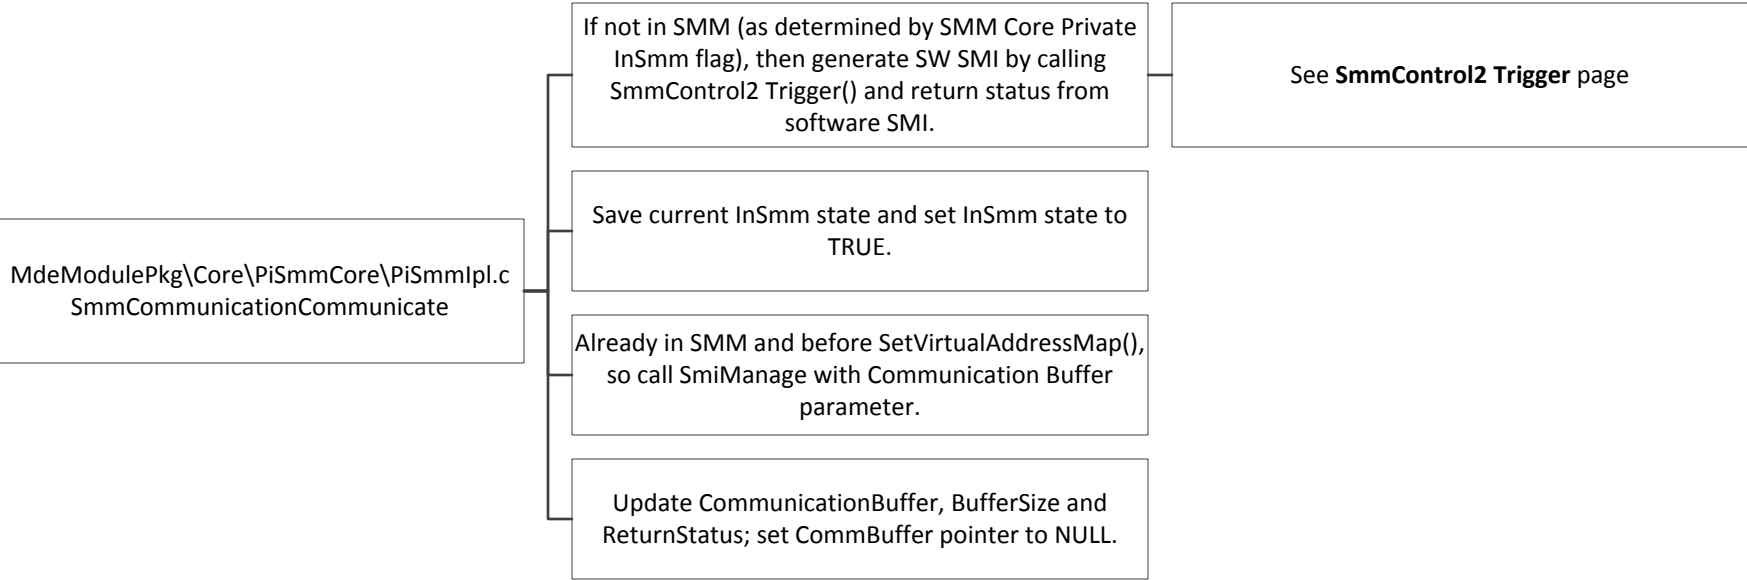 If not in SMM (as determined by SMM Core Private
InSmm flag), then generate SW SMI by calling
SmmControl2 Trigger() and return status from
software SMI.
See SmmControl2 Trigger page
Save current InSmm state and set InSmm state to
TRUE.
MdeModulePkg\Core\PiSmmCore\PiSmmIpl.c
SmmCommunicationCommunicate
Already in SMM and before SetVirtualAddressMap(),
so call SmiManage with Communication Buffer
parameter.
Update CommunicationBuffer, BufferSize and
ReturnStatus; set CommBuffer pointer to NULL.